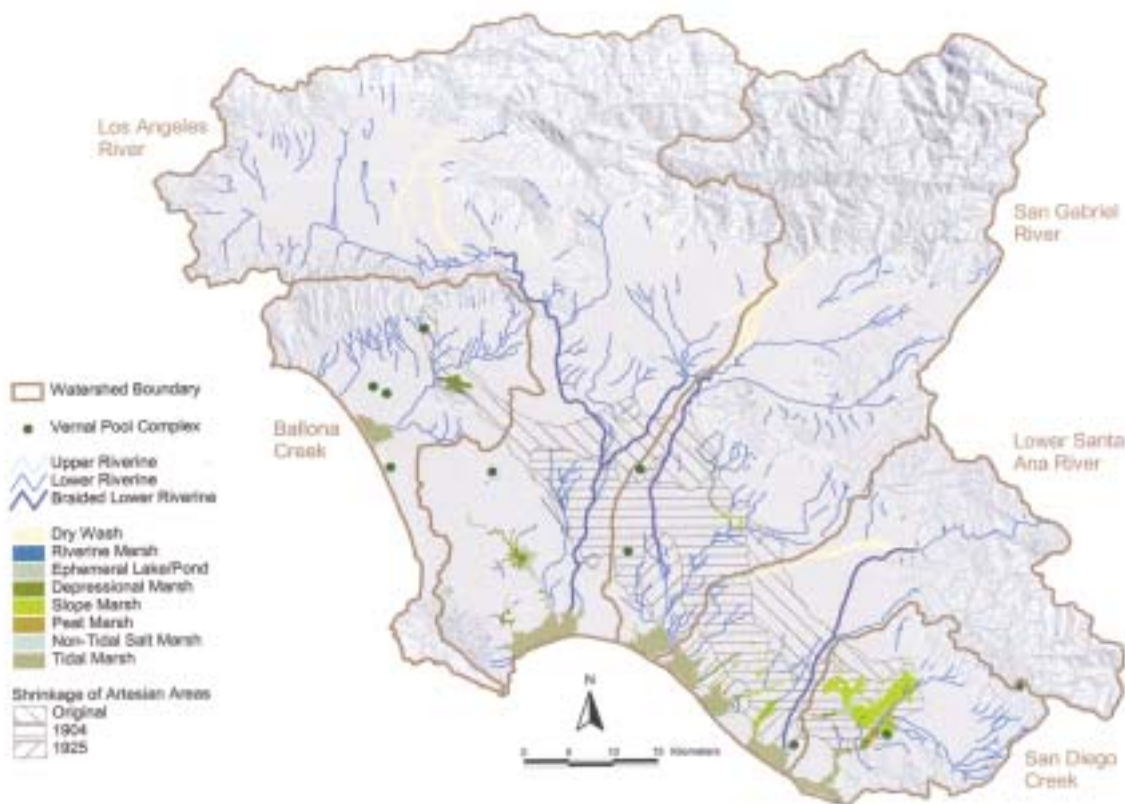 Los Angeles
River
San Gabriel
River
Watershed Boundary
Vernal Pool Complex
Ballona
Creek
Lower Santa
Ana River
Upper Riverine
Lower Riverine
Braided Lower Riverine
Dry Wash
Riverine Marsh
Ephemeral Lake/Pond
Depressional Marsh
Slope Marsh
Peat Marsh
Non-Tidal Salt Marsh
Tidal Marsh
Shrinkage of Artesian Areas
Original
1904
1925
N
Kilometers
San Diego
Creek